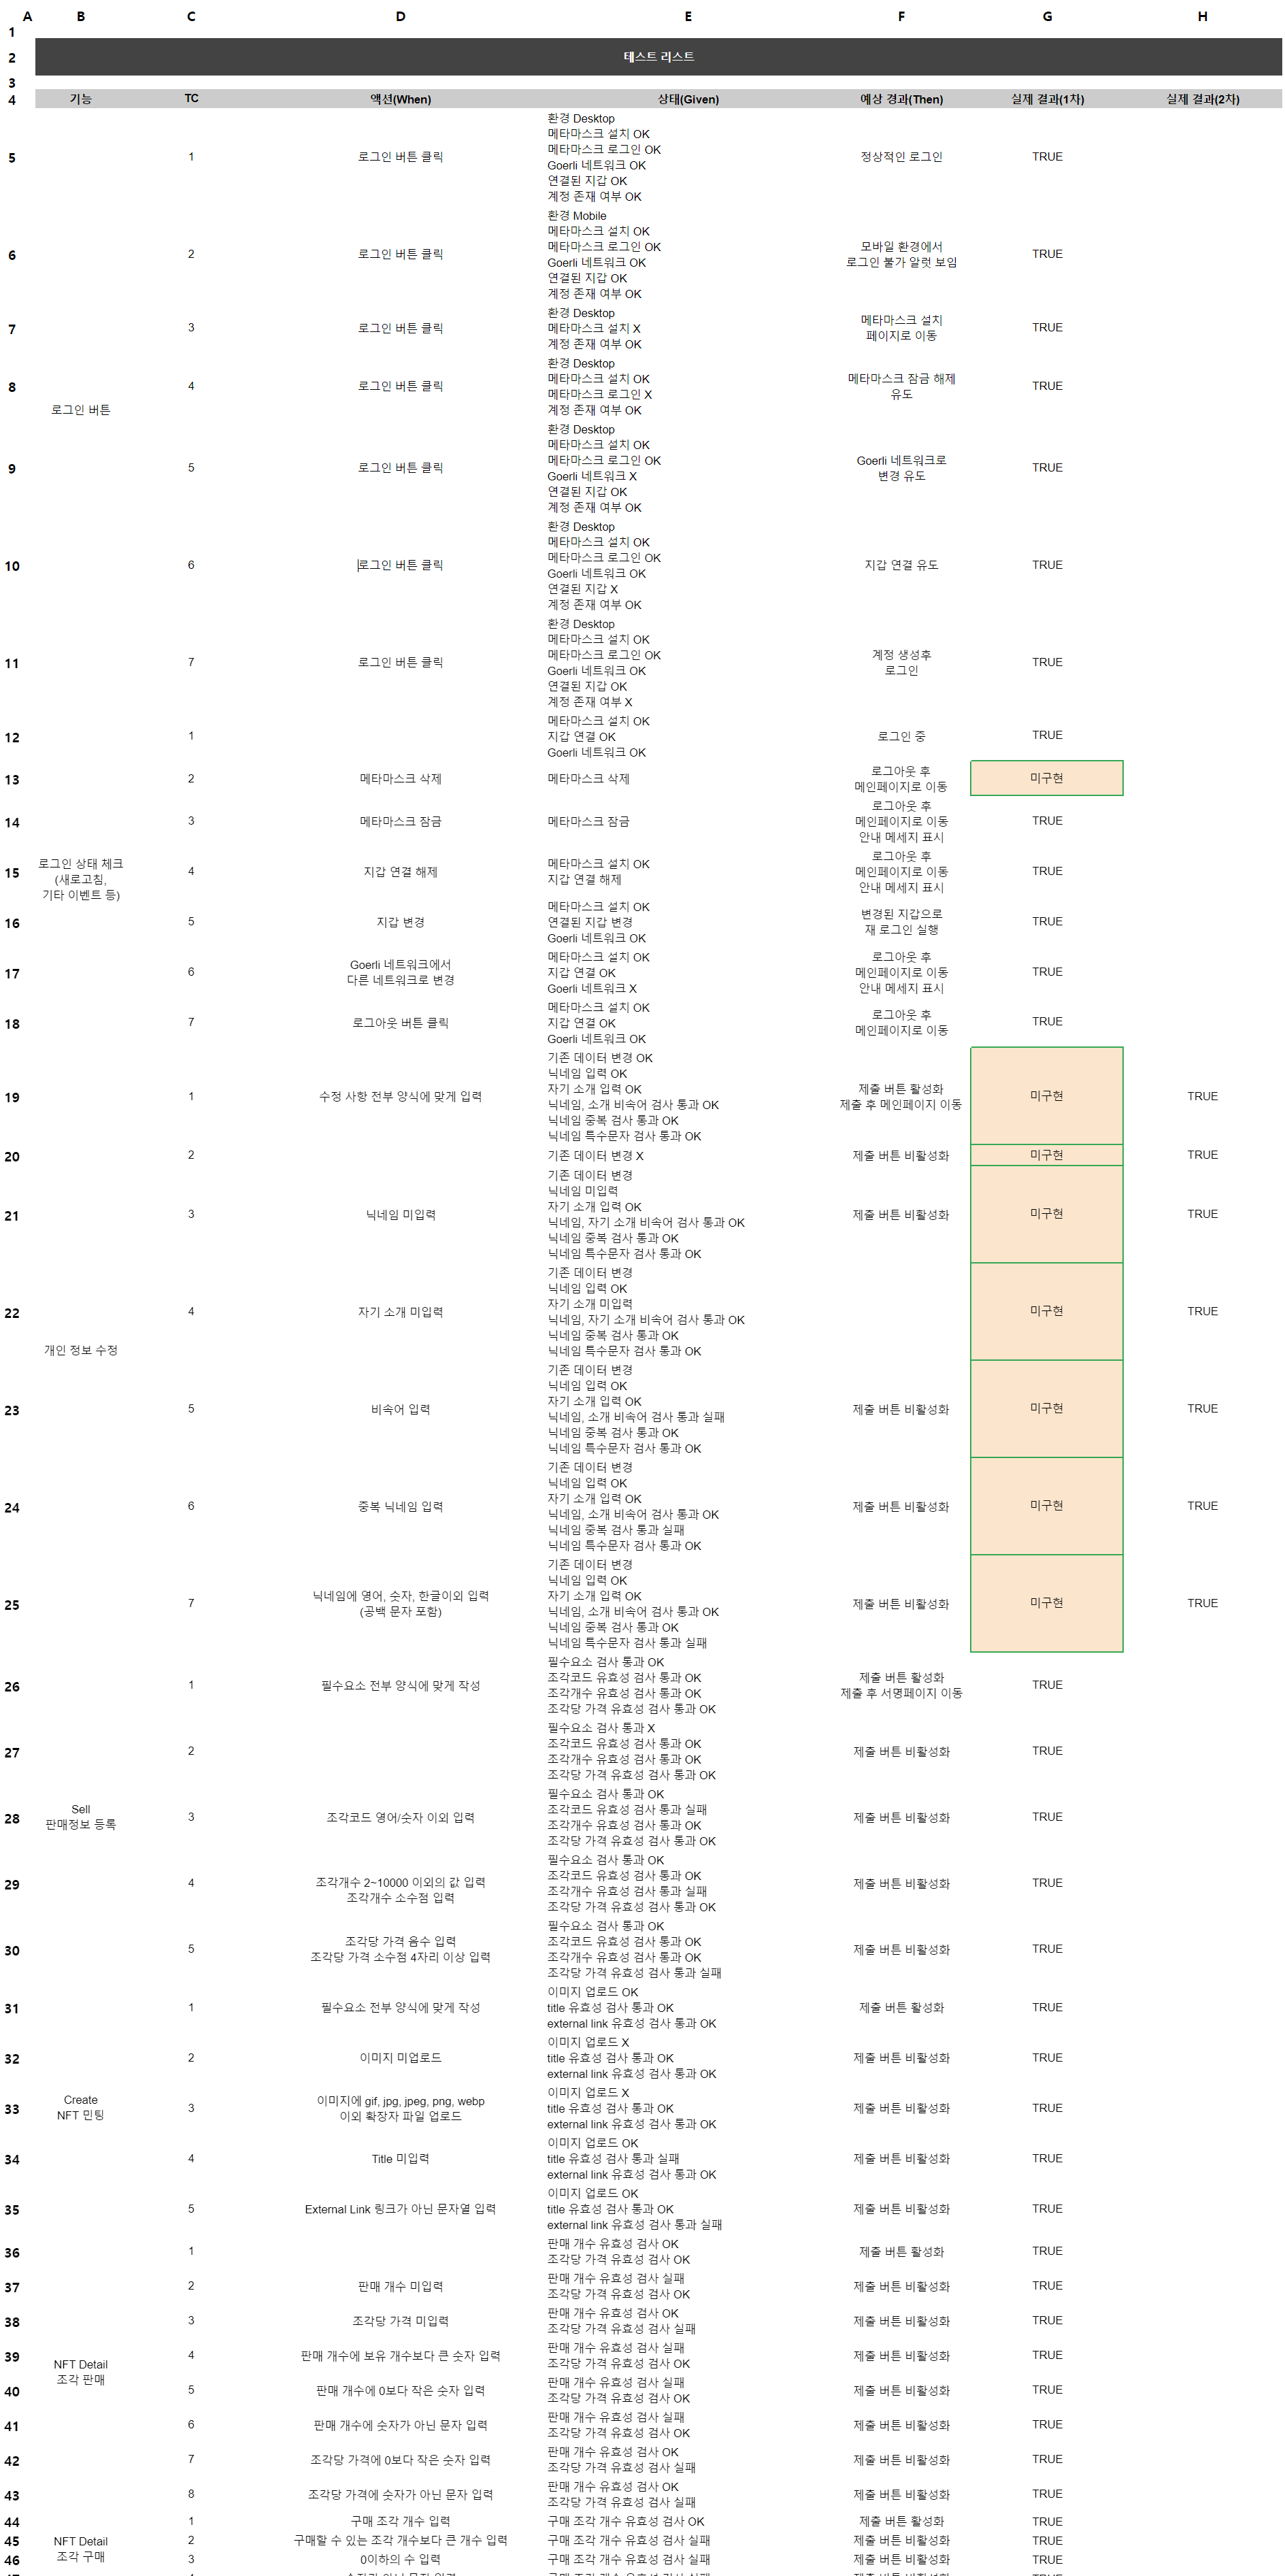 A B C D E F G H
1
2 테스트 리스트
3
4 기능 TC 액션(When) 상태(Given) 예상 경과(Then) 실제 결과(1차) 실제 결과(2차)
로그인 버튼
5 1 로그인 버튼 클릭
환경 Desktop
메타마스크 설치 OK
메타마스크 로그인 OK
Goerli 네트워크 OK
연결된 지갑 OK
계정 존재 여부 OK
정상적인 로그인
TRUE
6 2 로그인 버튼 클릭
환경 Mobile
메타마스크 설치 OK
메타마스크 로그인 OK
Goerli 네트워크 OK
연결된 지갑 OK
계정 존재 여부 OK
모바일 환경에서
로그인 불가 알럿 보임
TRUE
7 3 로그인 버튼 클릭
환경 Desktop
메타마스크 설치 X
계정 존재 여부 OK
메타마스크 설치
페이지로 이동
TRUE
8 4 로그인 버튼 클릭
환경 Desktop
메타마스크 설치 OK
메타마스크 로그인 X
계정 존재 여부 OK
메타마스크 잠금 해제
유도
TRUE
9 5 로그인 버튼 클릭
환경 Desktop
메타마스크 설치 OK
메타마스크 로그인 OK
Goerli 네트워크 X
연결된 지갑 OK
계정 존재 여부 OK
Goerli 네트워크로
변경 유도
TRUE
10 6 로그인 버튼 클릭
환경 Desktop
메타마스크 설치 OK
메타마스크 로그인 OK
Goerli 네트워크 OK
연결된 지갑 X
계정 존재 여부 OK
지갑 연결 유도
TRUE
11 7 로그인 버튼 클릭
환경 Desktop
메타마스크 설치 OK
메타마스크 로그인 OK
Goerli 네트워크 OK
연결된 지갑 OK
계정 존재 여부 X
계정 생성후
로그인
TRUE
로그인 상태 체크
(새로고침,
기타 이벤트 등)
12 1
메타마스크 설치 OK
지갑 연결 OK
Goerli 네트워크 OK
로그인 중
TRUE
13 2 메타마스크 삭제
메타마스크 삭제
로그아웃 후
메인페이지로 이동
미구현
14 3 메타마스크 잠금
메타마스크 잠금
로그아웃 후
메인페이지로 이동
안내 메세지 표시
TRUE
15 4 지갑 연결 해제
메타마스크 설치 OK
지갑 연결 해제
로그아웃 후
메인페이지로 이동
안내 메세지 표시
TRUE
16 5 지갑 변경
메타마스크 설치 OK
연결된 지갑 변경
Goerli 네트워크 OK
변경된 지갑으로
재 로그인 실행
TRUE
17 6 Goerli 네트워크에서
다른 네트워크로 변경
메타마스크 설치 OK
지갑 연결 OK
Goerli 네트워크 X
로그아웃 후
메인페이지로 이동
안내 메세지 표시
TRUE
18 7 로그아웃 버튼 클릭
메타마스크 설치 OK
지갑 연결 OK
Goerli 네트워크 OK
로그아웃 후
메인페이지로 이동
TRUE
개인 정보 수정
19 1 수정 사항 전부 양식에 맞게 입력
기존 데이터 변경 OK
닉네임 입력 OK
자기 소개 입력 OK
닉네임, 소개 비속어 검사 통과 OK
닉네임 중복 검사 통과 OK
닉네임 특수문자 검사 통과 OK
제출 버튼 활성화
제출 후 메인페이지 이동
미구현 TRUE
20 2
기존 데이터 변경 X
제출 버튼 비활성화
미구현 TRUE
21 3 닉네임 미입력
기존 데이터 변경
닉네임 미입력
자기 소개 입력 OK
닉네임, 자기 소개 비속어 검사 통과 OK
닉네임 중복 검사 통과 OK
닉네임 특수문자 검사 통과 OK
제출 버튼 비활성화
미구현 TRUE
22 4 자기 소개 미입력
기존 데이터 변경
닉네임 입력 OK
자기 소개 미입력
닉네임, 자기 소개 비속어 검사 통과 OK
닉네임 중복 검사 통과 OK
닉네임 특수문자 검사 통과 OK
미구현 TRUE
23 5 비속어 입력
기존 데이터 변경
닉네임 입력 OK
자기 소개 입력 OK
닉네임, 소개 비속어 검사 통과 실패
닉네임 중복 검사 통과 OK
닉네임 특수문자 검사 통과 OK
제출 버튼 비활성화
미구현 TRUE
24 6 중복 닉네임 입력
기존 데이터 변경
닉네임 입력 OK
자기 소개 입력 OK
닉네임, 소개 비속어 검사 통과 OK
닉네임 중복 검사 통과 실패
닉네임 특수문자 검사 통과 OK
제출 버튼 비활성화
미구현 TRUE
25 7 닉네임에 영어, 숫자, 한글이외 입력
(공백 문자 포함)
기존 데이터 변경
닉네임 입력 OK
자기 소개 입력 OK
닉네임, 소개 비속어 검사 통과 OK
닉네임 중복 검사 통과 OK
닉네임 특수문자 검사 통과 실패
제출 버튼 비활성화
미구현 TRUE
Sell
판매정보 등록
26 1 필수요소 전부 양식에 맞게 작성
필수요소 검사 통과 OK
조각코드 유효성 검사 통과 OK
조각개수 유효성 검사 통과 OK
조각당 가격 유효성 검사 통과 OK
제출 버튼 활성화
제출 후 서명페이지 이동
TRUE
27 2
필수요소 검사 통과 X
조각코드 유효성 검사 통과 OK
조각개수 유효성 검사 통과 OK
조각당 가격 유효성 검사 통과 OK
제출 버튼 비활성화
TRUE
28 3 조각코드 영어/숫자 이외 입력
필수요소 검사 통과 OK
조각코드 유효성 검사 통과 실패
조각개수 유효성 검사 통과 OK
조각당 가격 유효성 검사 통과 OK
제출 버튼 비활성화
TRUE
29 4 조각개수 2~10000 이외의 값 입력
조각개수 소수점 입력
필수요소 검사 통과 OK
조각코드 유효성 검사 통과 OK
조각개수 유효성 검사 통과 실패
조각당 가격 유효성 검사 통과 OK
제출 버튼 비활성화
TRUE
30 5 조각당 가격 음수 입력
조각당 가격 소수점 4자리 이상 입력
필수요소 검사 통과 OK
조각코드 유효성 검사 통과 OK
조각개수 유효성 검사 통과 OK
조각당 가격 유효성 검사 통과 실패
제출 버튼 비활성화
TRUE
Create
NFT 민팅
31 1 필수요소 전부 양식에 맞게 작성
이미지 업로드 OK
title 유효성 검사 통과 OK
external link 유효성 검사 통과 OK
제출 버튼 활성화
TRUE
32 2 이미지 미업로드
이미지 업로드 X
title 유효성 검사 통과 OK
external link 유효성 검사 통과 OK
제출 버튼 비활성화
TRUE
33 3 이미지에 gif, jpg, jpeg, png, webp
이외 확장자 파일 업로드
이미지 업로드 X
title 유효성 검사 통과 OK
external link 유효성 검사 통과 OK
제출 버튼 비활성화
TRUE
34 4 Title 미입력
이미지 업로드 OK
title 유효성 검사 통과 실패
external link 유효성 검사 통과 OK
제출 버튼 비활성화
TRUE
35 5 External Link 링크가 아닌 문자열 입력
이미지 업로드 OK
title 유효성 검사 통과 OK
external link 유효성 검사 통과 실패
제출 버튼 비활성화
TRUE
NFT Detail
조각 판매
36 1
판매 개수 유효성 검사 OK
조각당 가격 유효성 검사 OK
제출 버튼 활성화
TRUE
37 2 판매 개수 미입력
판매 개수 유효성 검사 실패
조각당 가격 유효성 검사 OK
제출 버튼 비활성화
TRUE
38 3 조각당 가격 미입력
판매 개수 유효성 검사 OK
조각당 가격 유효성 검사 실패
제출 버튼 비활성화
TRUE
39 4 판매 개수에 보유 개수보다 큰 숫자 입력
판매 개수 유효성 검사 실패
조각당 가격 유효성 검사 OK
제출 버튼 비활성화
TRUE
40 5 판매 개수에 0보다 작은 숫자 입력
판매 개수 유효성 검사 실패
조각당 가격 유효성 검사 OK
제출 버튼 비활성화
TRUE
41 6 판매 개수에 숫자가 아닌 문자 입력
판매 개수 유효성 검사 실패
조각당 가격 유효성 검사 OK
제출 버튼 비활성화
TRUE
42 7 조각당 가격에 0보다 작은 숫자 입력
판매 개수 유효성 검사 OK
조각당 가격 유효성 검사 실패
제출 버튼 비활성화
TRUE
43 8 조각당 가격에 숫자가 아닌 문자 입력
판매 개수 유효성 검사 OK
조각당 가격 유효성 검사 실패
제출 버튼 비활성화
TRUE
NFT Detail
조각 구매
44 1 구매 조각 개수 입력 구매 조각 개수 유효성 검사 OK 제출 버튼 활성화 TRUE
45 2 구매할 수 있는 조각 개수보다 큰 개수 입력 구매 조각 개수 유효성 검사 실패 제출 버튼 비활성화 TRUE
46 3 0이하의 수 입력 구매 조각 개수 유효성 검사 실패 제출 버튼 비활성화 TRUE